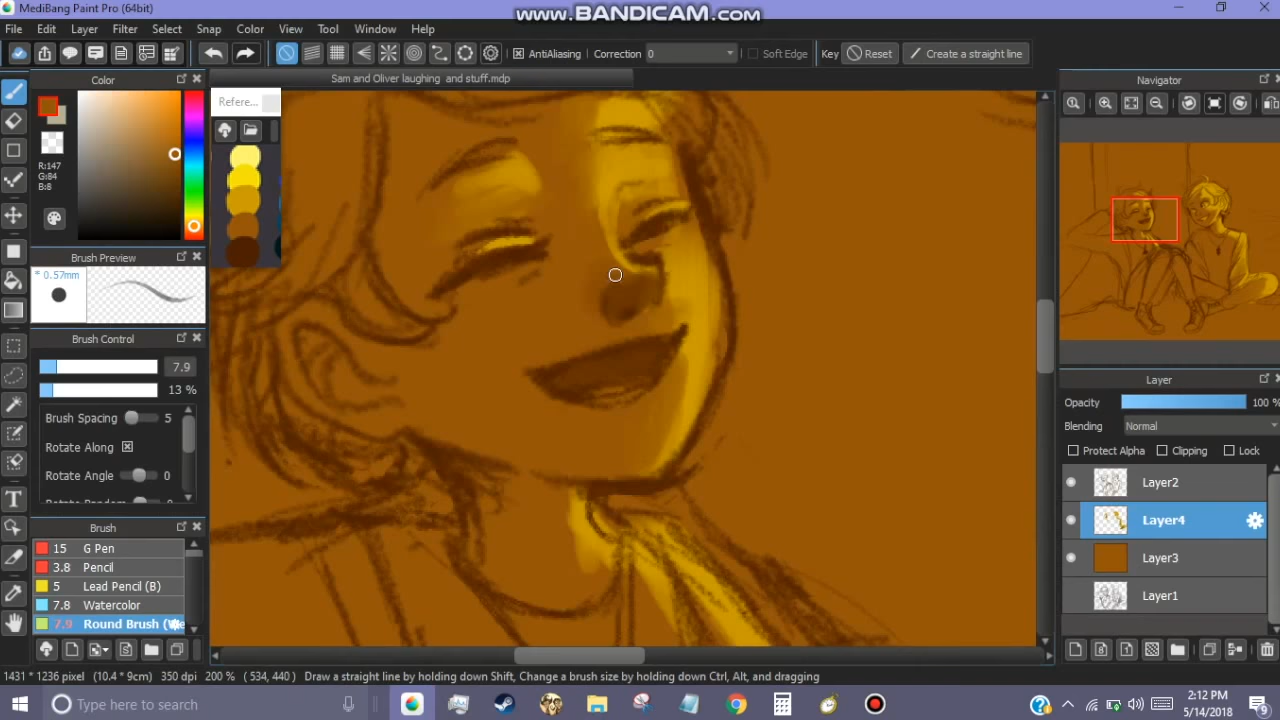 MediBang Paint Pro (64bit)
www.BANDICAM.com
File Edit Layer Filter Select Snap Color View Tool Window Help
AntiAliasing Correction 0 Soft Edge Key Reset Create a straight line
Color
Sam and Oliver laughing and stuff.mdp
Navigator
Refere...
R:147
G:84
B:8
Brush Preview
* 0.57mm
Brush Control
7.9
13 %
Brush Spacing 5
Rotate Along
Rotate Angle 0
Rotate Random 0
Brush
15 G Pen
3.8 Pencil
5 Lead Pencil (B)
7.8 Watercolor
7.9 Round Brush
Layer
Opacity 100 %
Blending Normal
Protect Alpha Clipping Lock
Layer2
Layer4
Layer3
Layer1
1431 * 1236 pixel (10.4 * 9cm) 350 dpi 200 % (534, 440) Draw a straight line by holding down Shift, Change a brush size by holding down Ctrl, Alt, and dragging
Type here to search
2:12 PM
5/14/2018
9